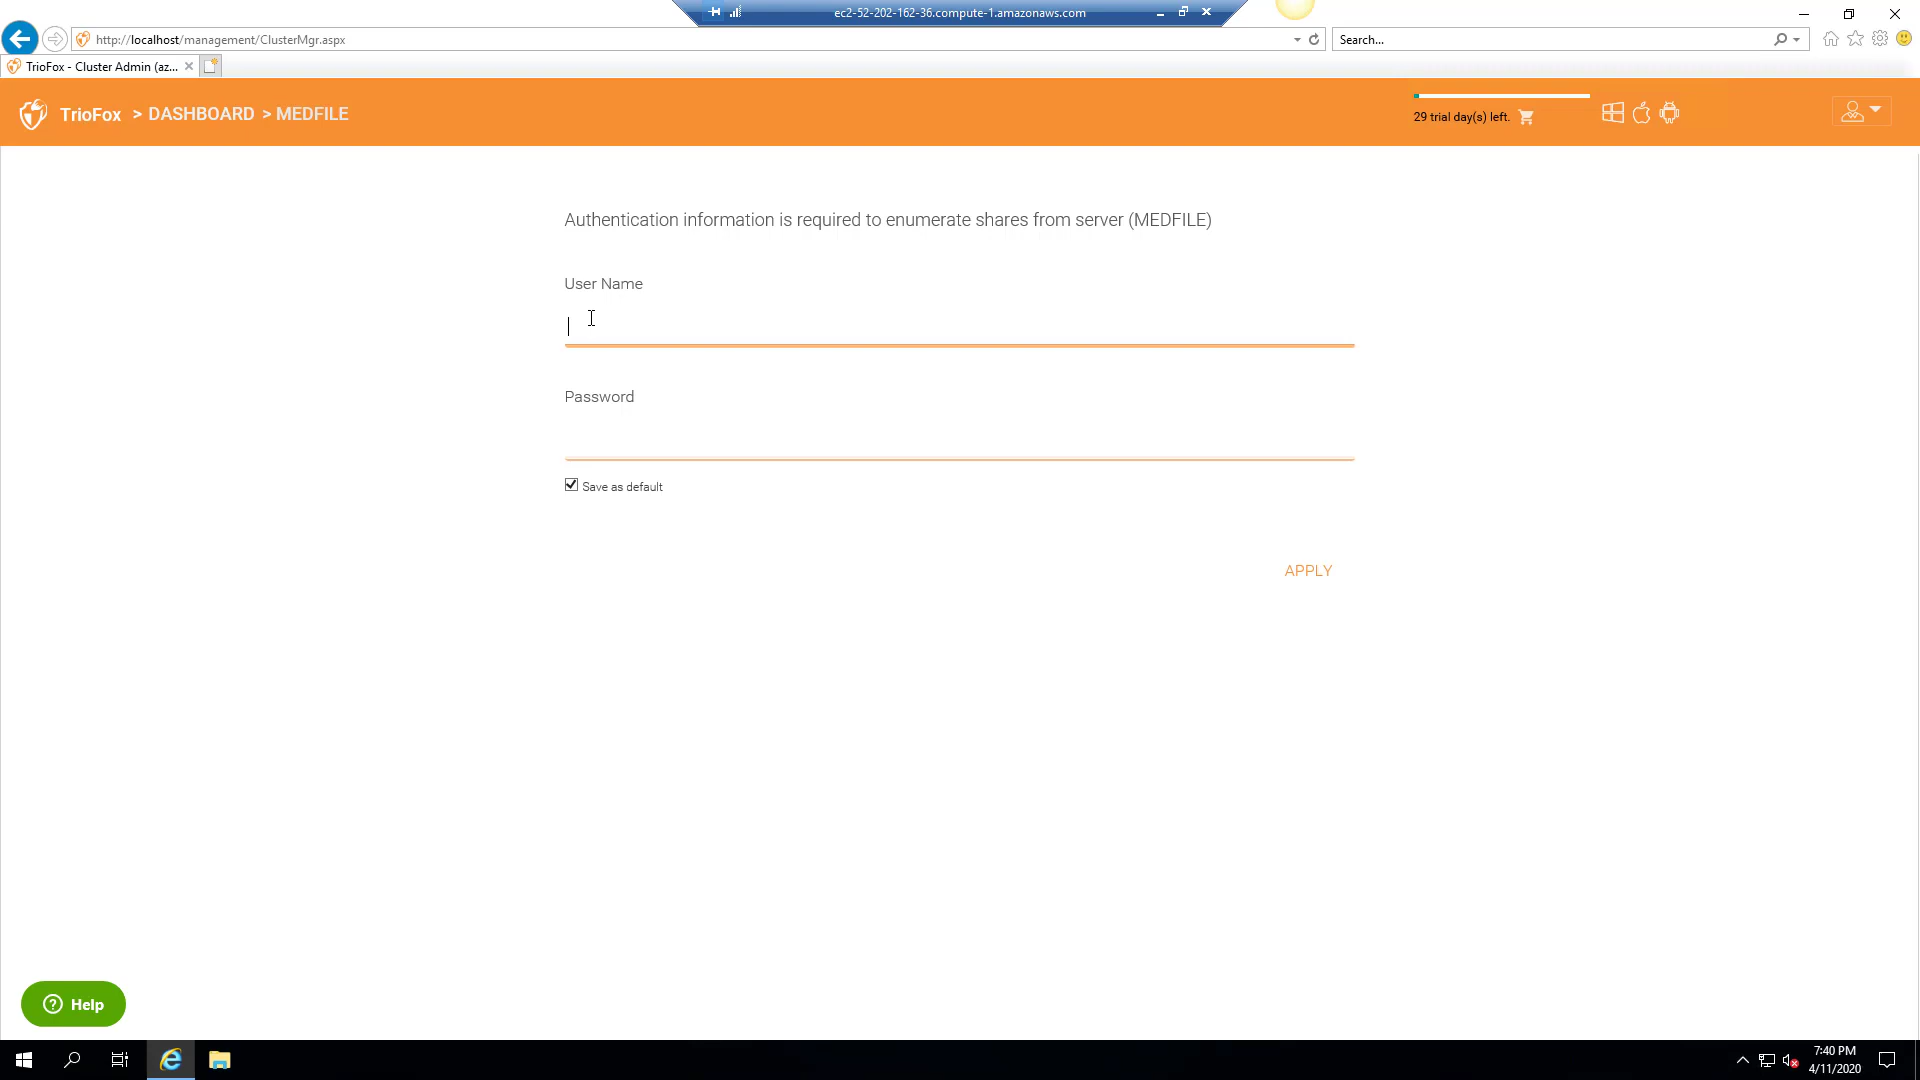 ec2-52-202-162-36.compute-1.amazonaws.com
http://localhost/management/ClusterMgr.aspx
Search...
TrioFox - Cluster Admin (az...
TrioFox > DASHBOARD > MEDFILE
29 trial day(s) left.
Authentication information is required to enumerate shares from server (MEDFILE)
User Name
Password
Save as default
APPLY
Help
7:40 PM
4/11/2020